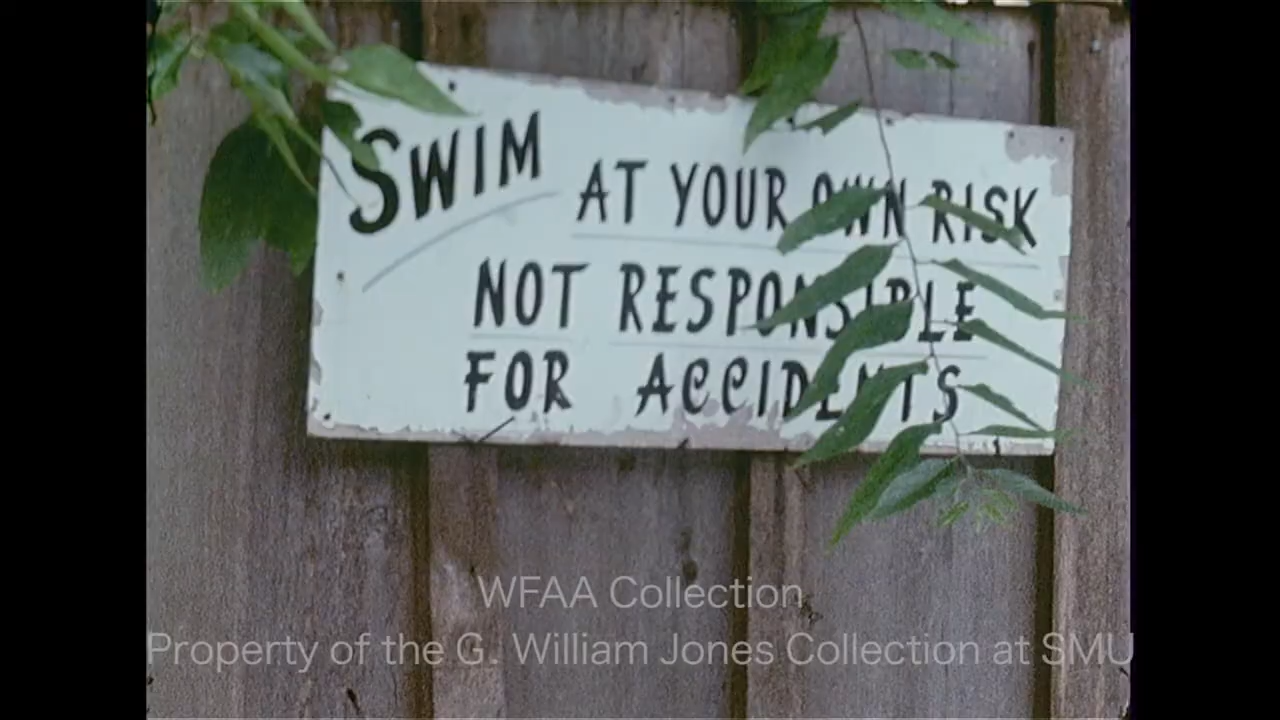 SWIM AT YOUR OWN RISK
NOT RESPONSIBLE
FOR ACCIDENTS
WFAA Collection
Property of the G. William Jones Collection at SMU